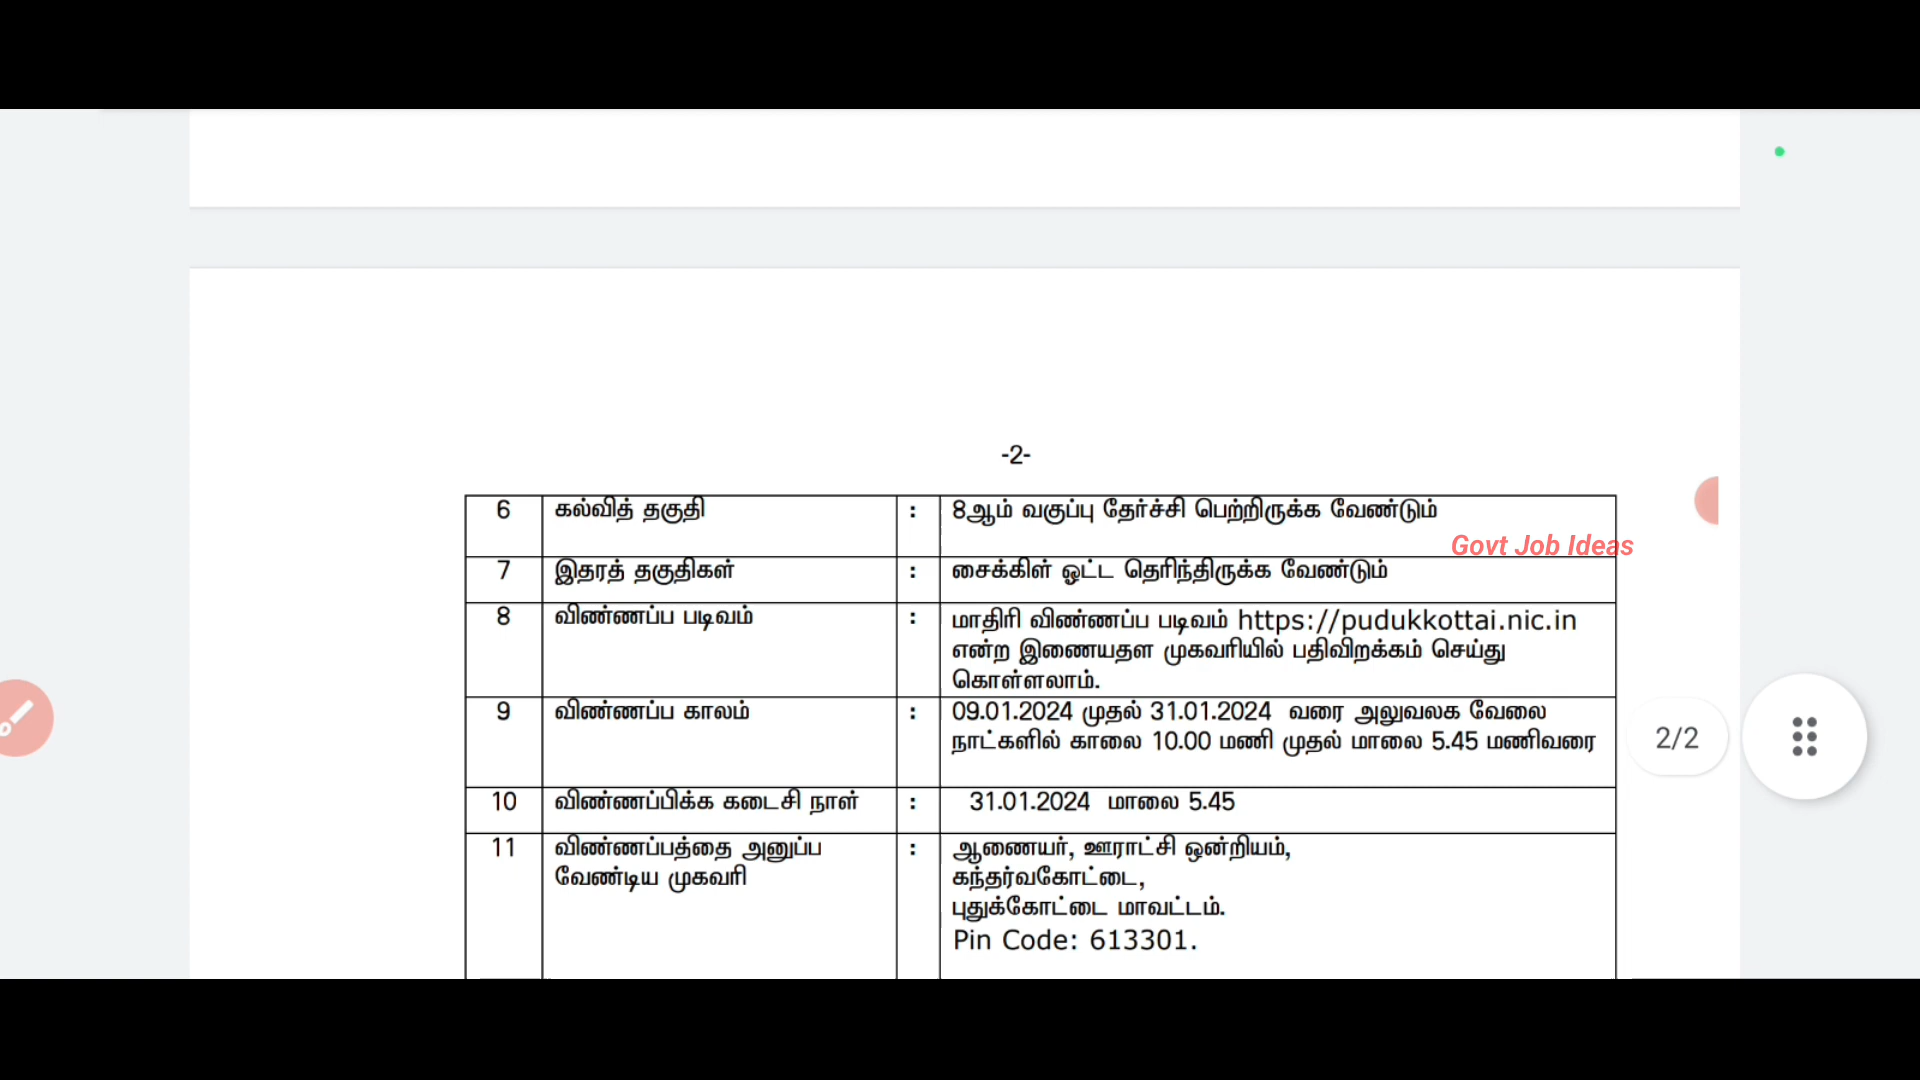 -2-
6 கல்வித் தகுதி : 8ஆம் வகுப்பு தேர்ச்சி பெற்றிருக்க வேண்டும்
Govt Job Ideas
7 இதரத் தகுதிகள் : சைக்கிள் ஓட்ட தெரிந்திருக்க வேண்டும்
8 விண்ணப்ப படிவம் : மாதிரி விண்ணப்ப படிவம் https://pudukkottai.nic.in
என்ற இணையதள முகவரியில் பதிவிறக்கம் செய்து
கொள்ளலாம்.
9 விண்ணப்ப காலம் : 09.01.2024 முதல் 31.01.2024 வரை அலுவலக வேலை
நாட்களில் காலை 10.00 மணி முதல் மாலை 5.45 மணிவரை
2/2
10 விண்ணப்பிக்க கடைசி நாள் : 31.01.2024 மாலை 5.45
11 விண்ணப்பத்தை அனுப்ப : ஆணையர், ஊராட்சி ஒன்றியம்,
வேண்டிய முகவரி கந்தர்வகோட்டை,
புதுக்கோட்டை மாவட்டம்.
Pin Code: 613301.